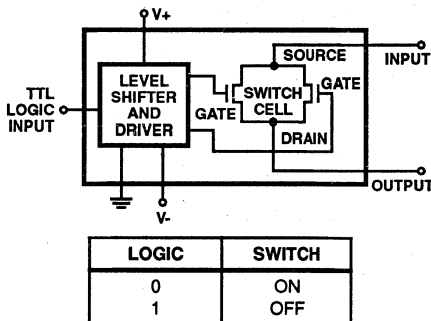 V+
SOURCE
INPUT
TTL
LOGIC
INPUT
LEVEL
SHIFTER
AND
DRIVER
GATE
SWITCH
CELL
GATE
DRAIN
OUTPUT
V-
LOGIC SWITCH
0 ON
1 OFF